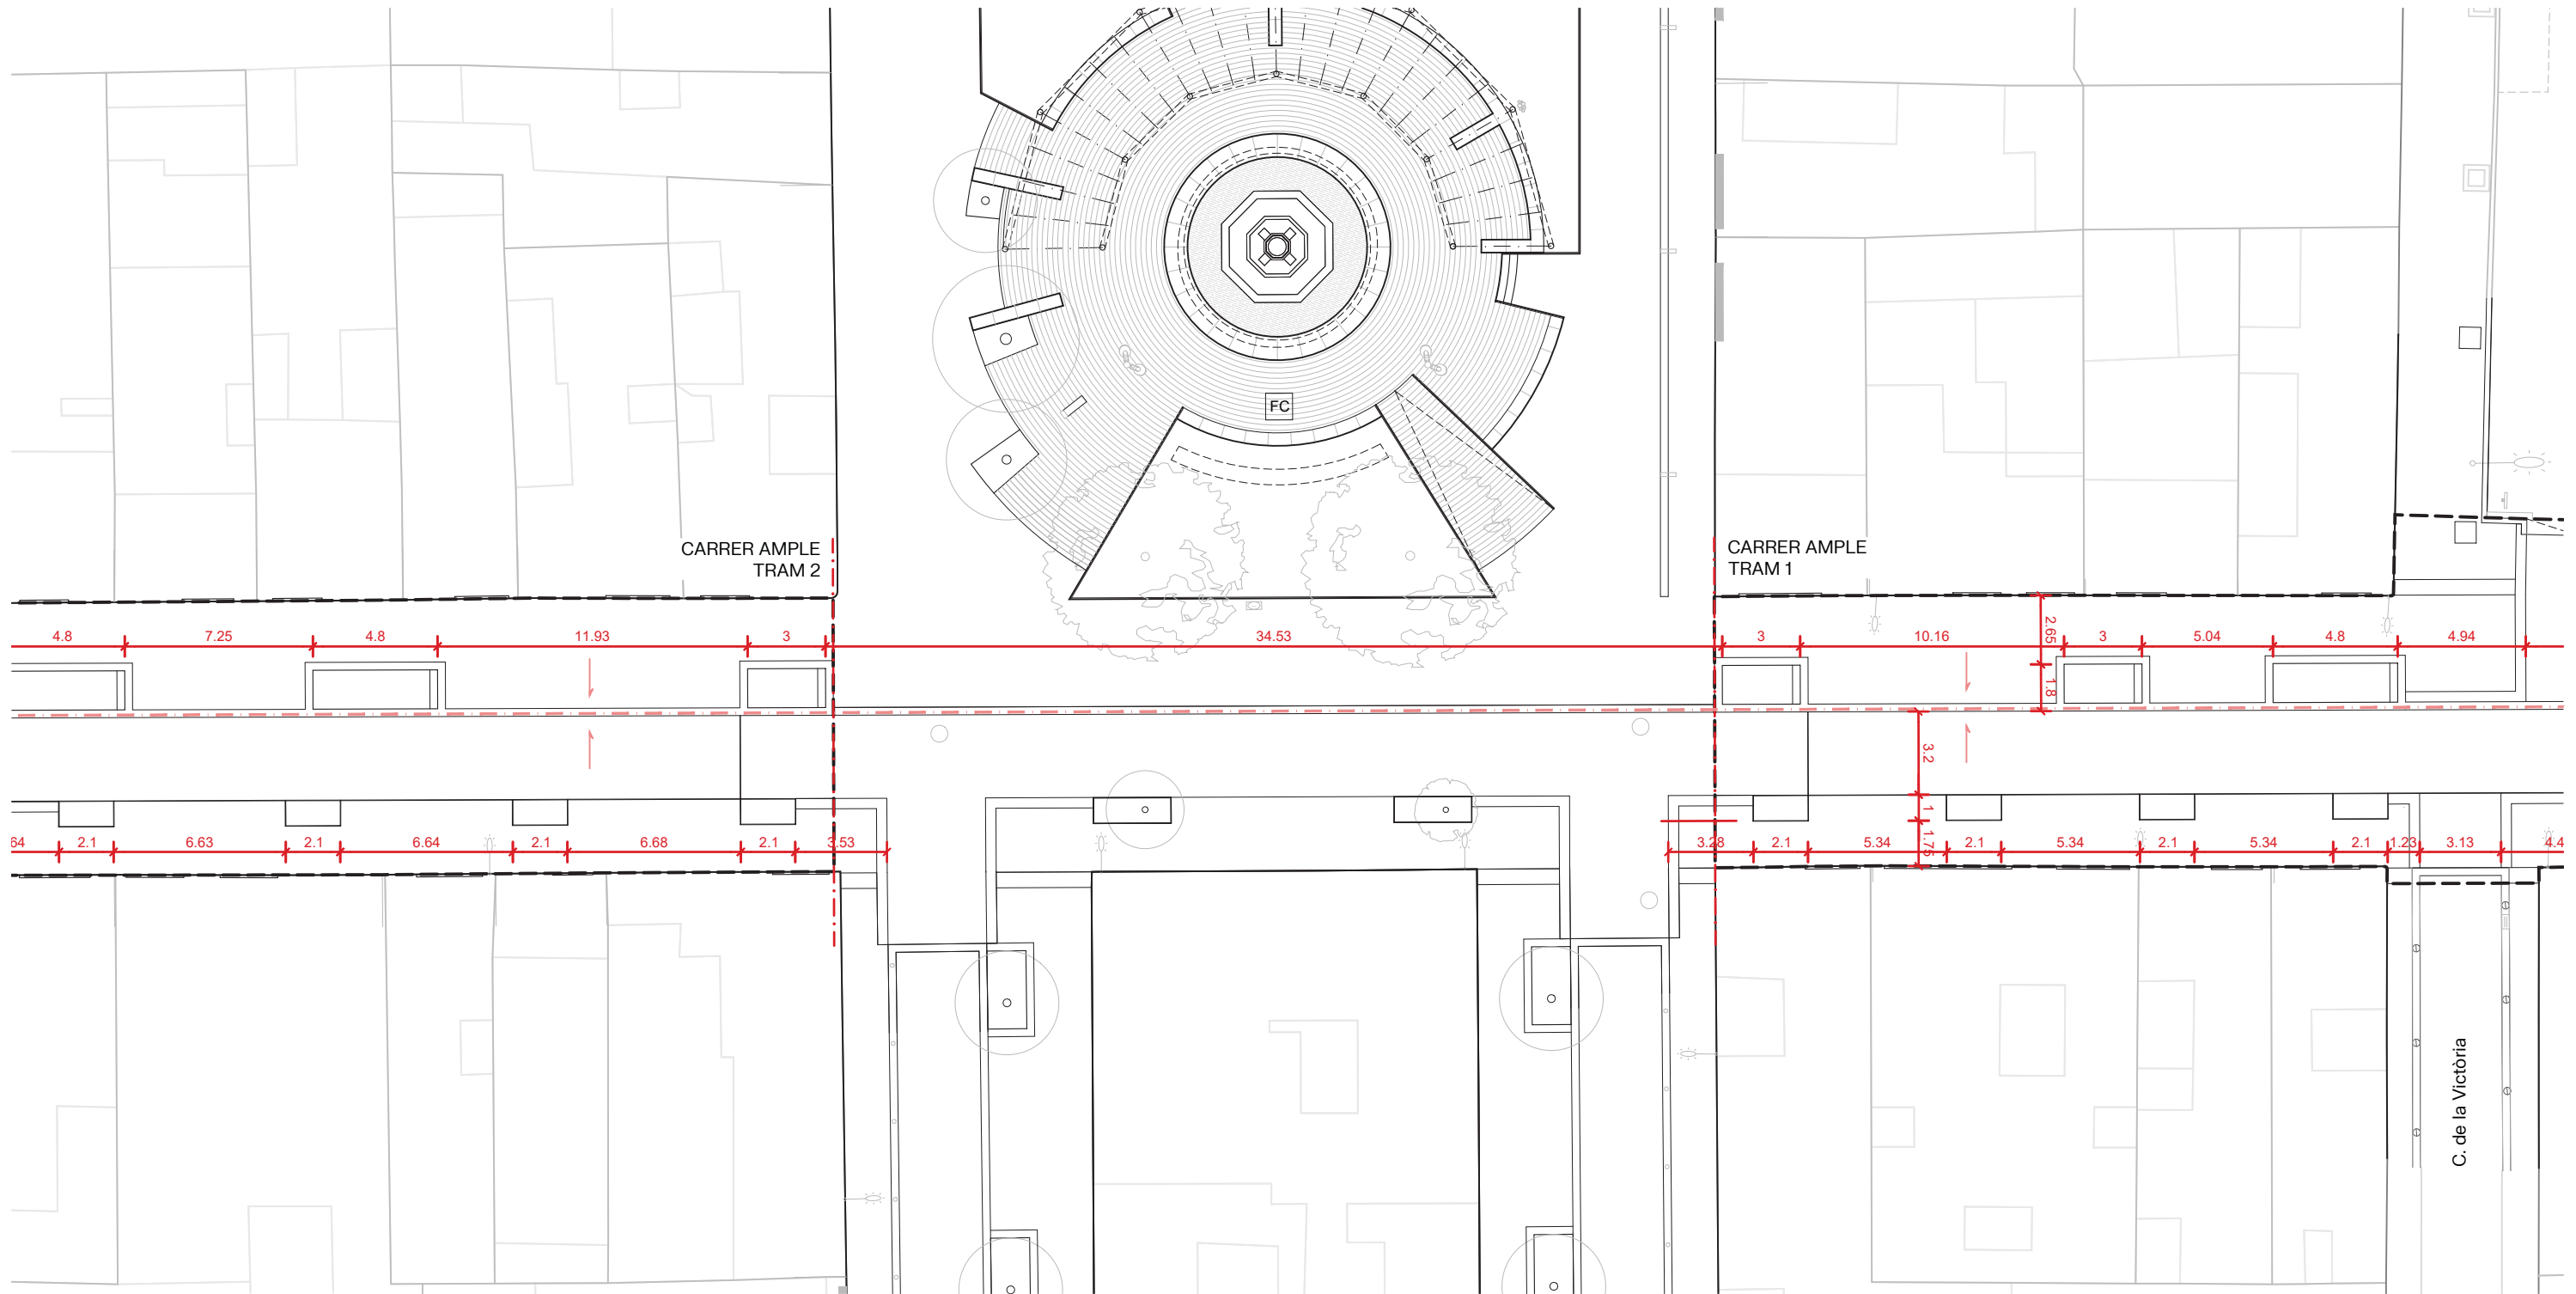 FC
CARRER AMPLE
TRAM 2
CARRER AMPLE
TRAM 1
4.8 7.25 4.8 11.93 3 34.53 3 10.16 3 5.04 4.8 4.94
2.65
1.8
3.2
1
1.75
64 2.1 6.63 2.1 6.64 2.1 6.68 2.1 3.53 3.28 2.1 5.34 2.1 5.34 2.1 5.34 2.1 1.23 3.13 4.4
C. de la Victòria